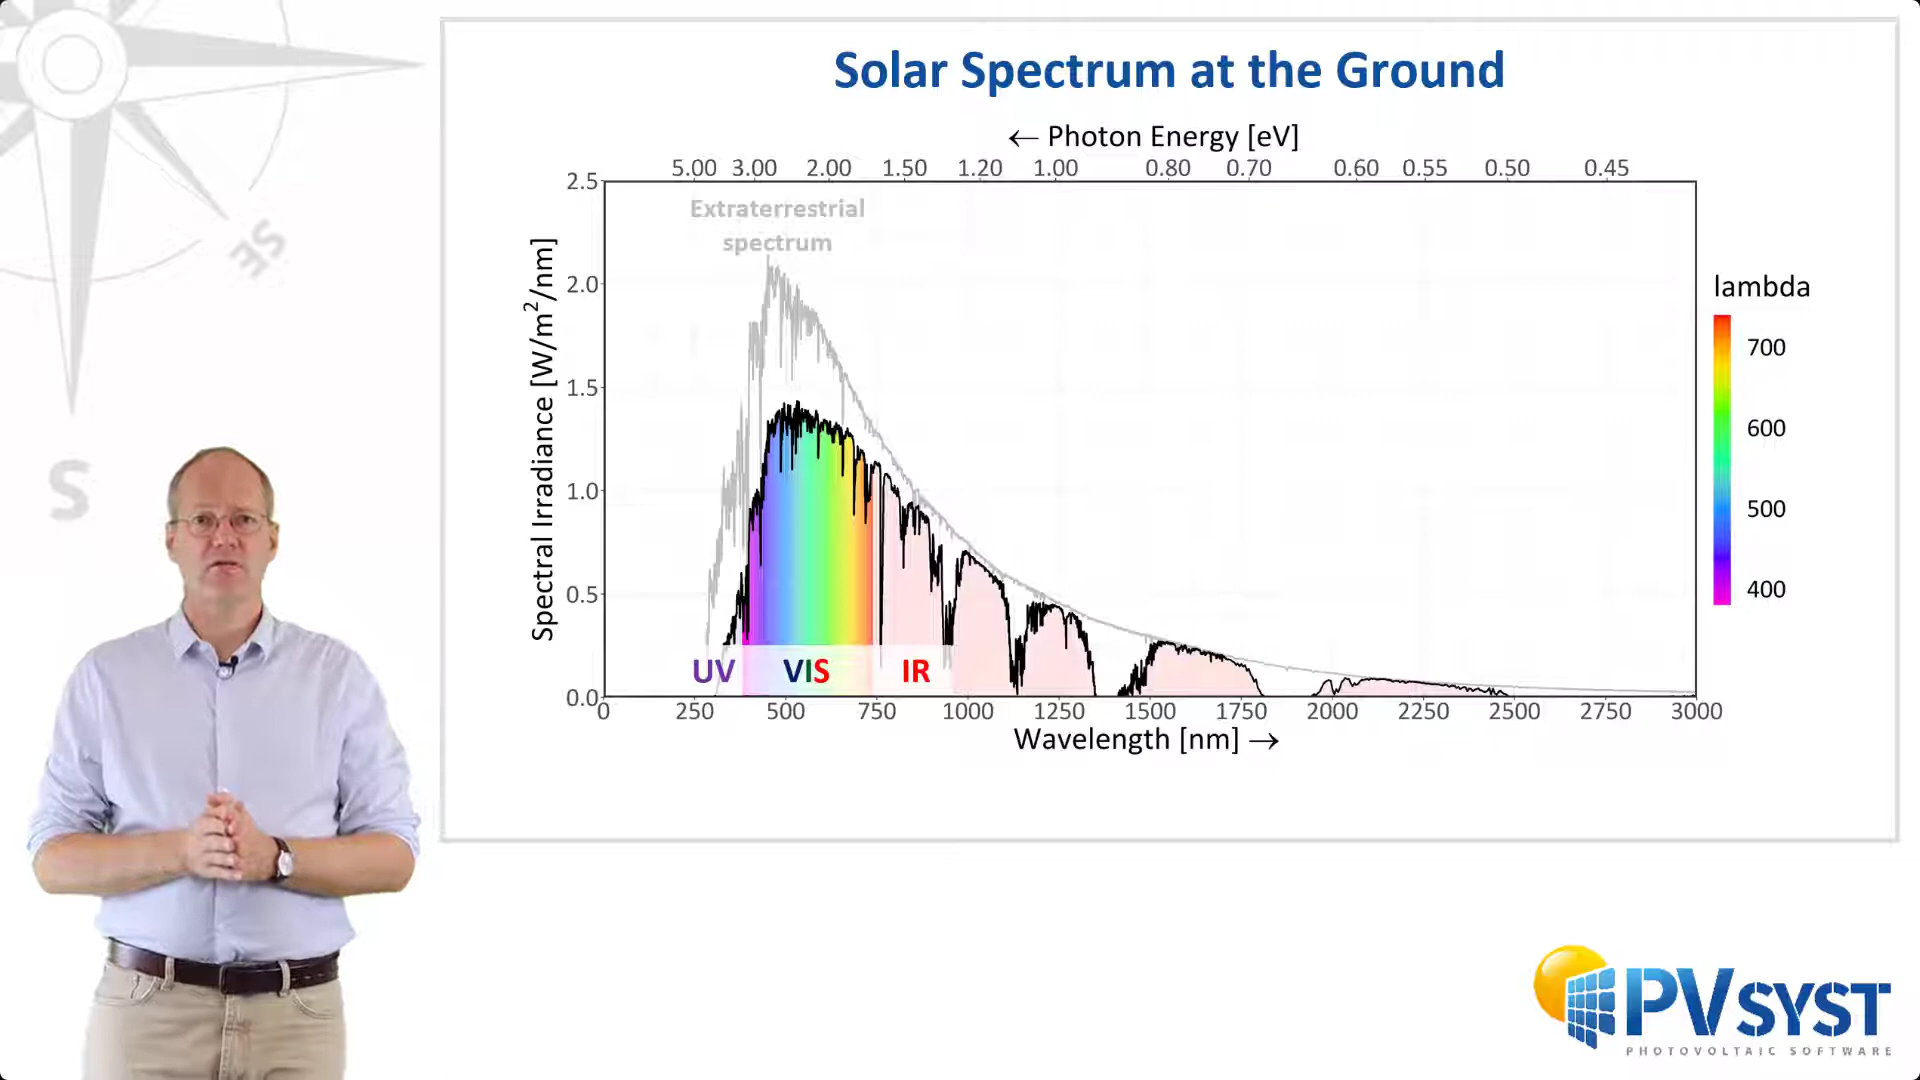 Solar Spectrum at the Ground
← Photon Energy [eV]
5.00 3.00 2.00 1.50 1.20 1.00 0.80 0.70 0.60 0.55 0.50 0.45
Extraterrestrial
spectrum
Spectral Irradiance [W/m²/nm]
2.5
2.0
1.5
1.0
0.5
0.0
UV VIS IR
0 250 500 750 1000 1250 1500 1750 2000 2250 2500 2750 3000
Wavelength [nm] →
lambda
700
600
500
400
SE
S
PVSYST
PHOTOVOLTAIC SOFTWARE